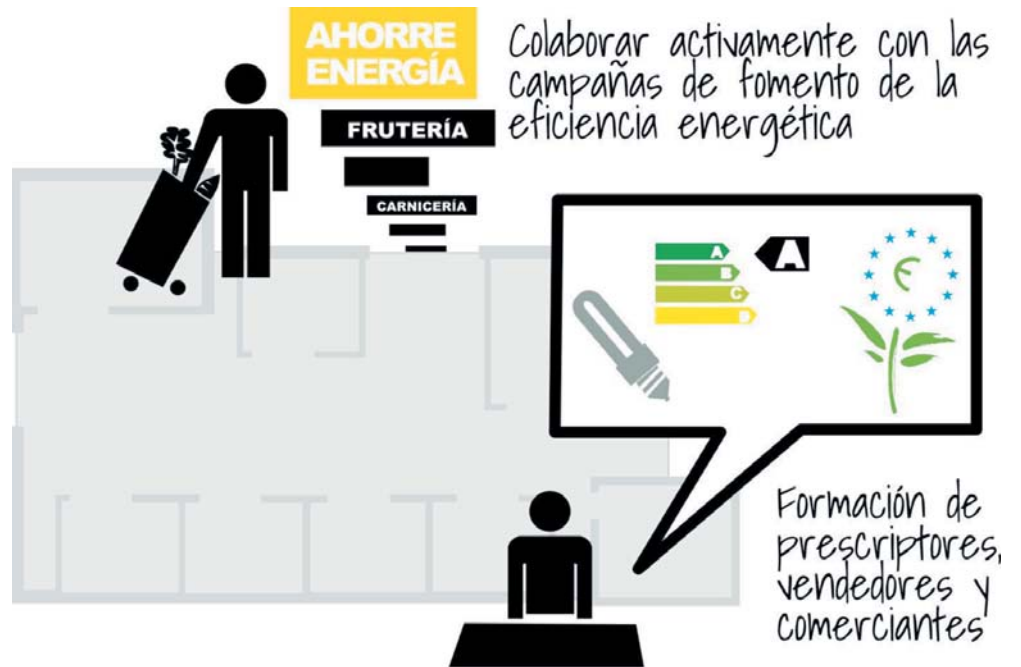 AHORRE
ENERGÍA
Colaborar activamente con las
campañas de fomento de la
eficiencia energética
FRUTERÍA
CARNICERÍA
A
B
C
D
A
€
Formación de
prescriptores,
vendedores y
comerciantes